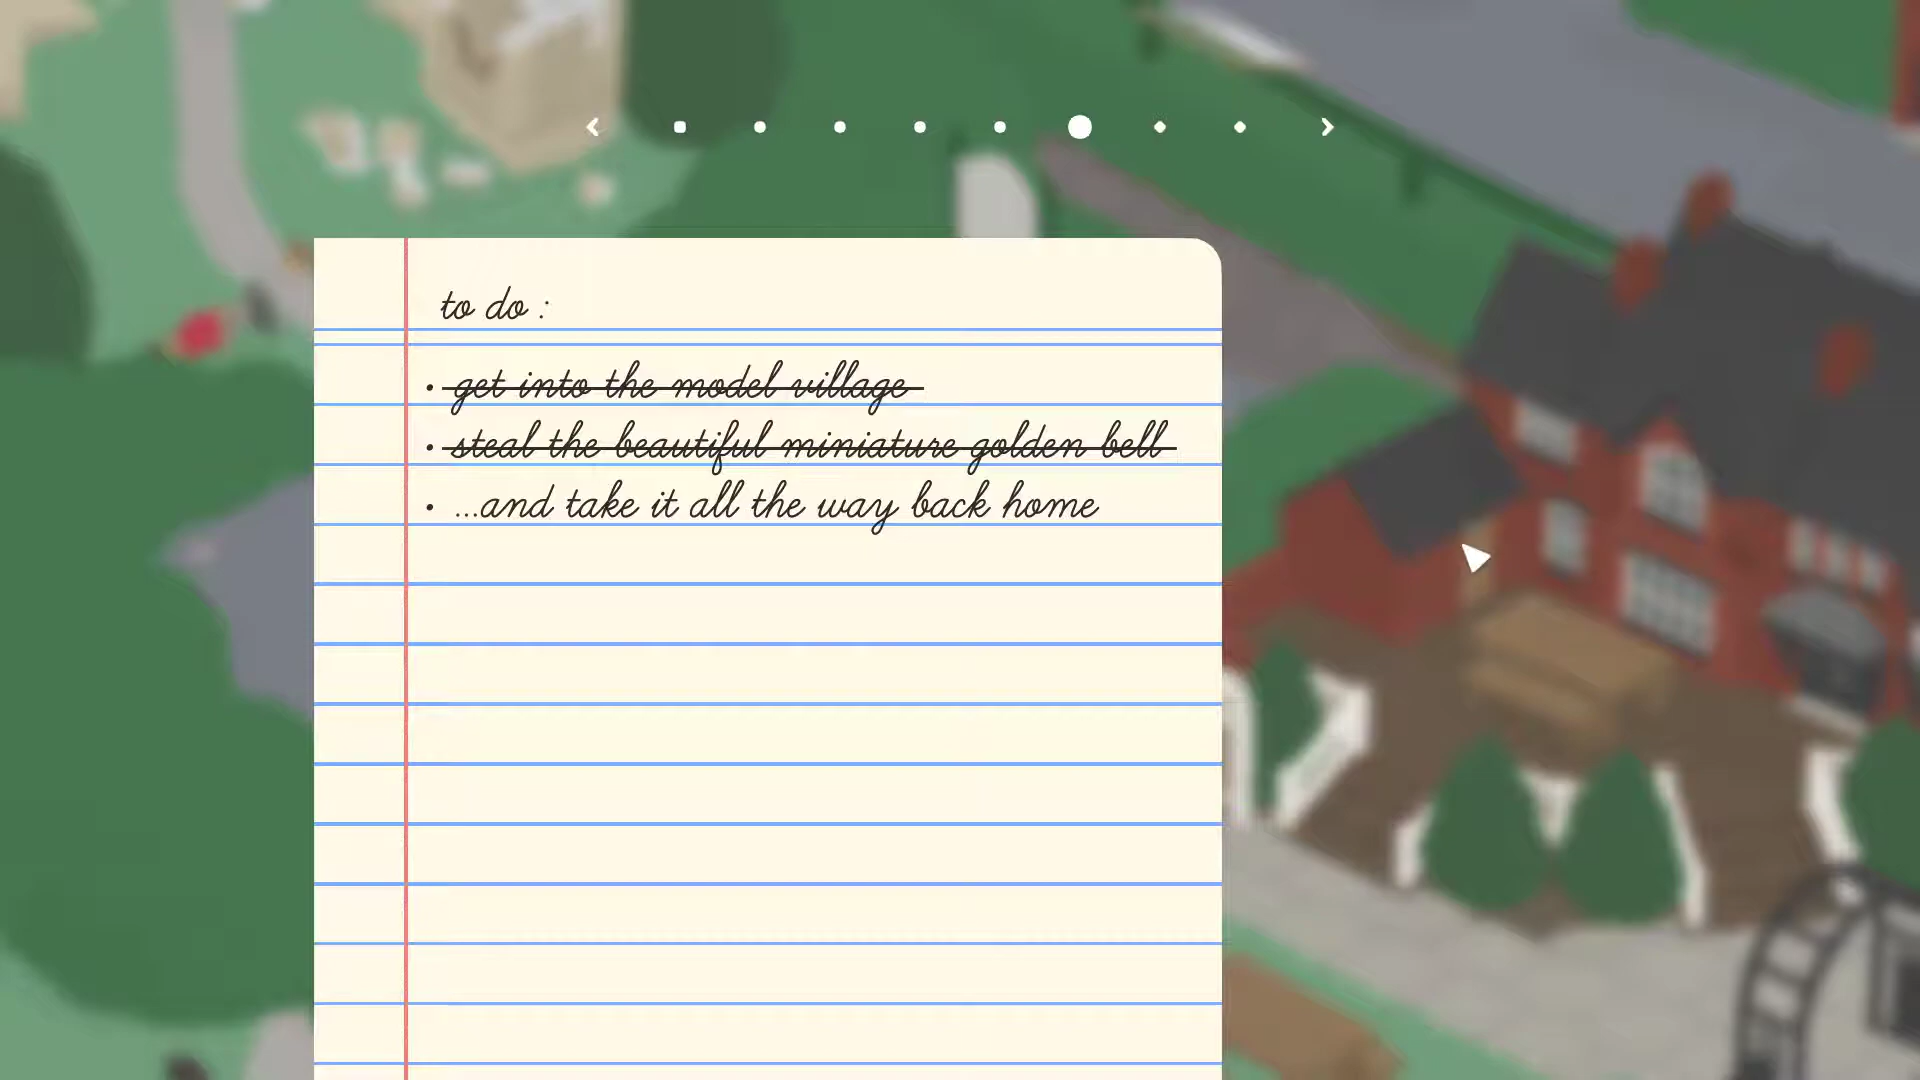 to do :
• get into the model village
• steal the beautiful miniature golden bell
• ...and take it all the way back home